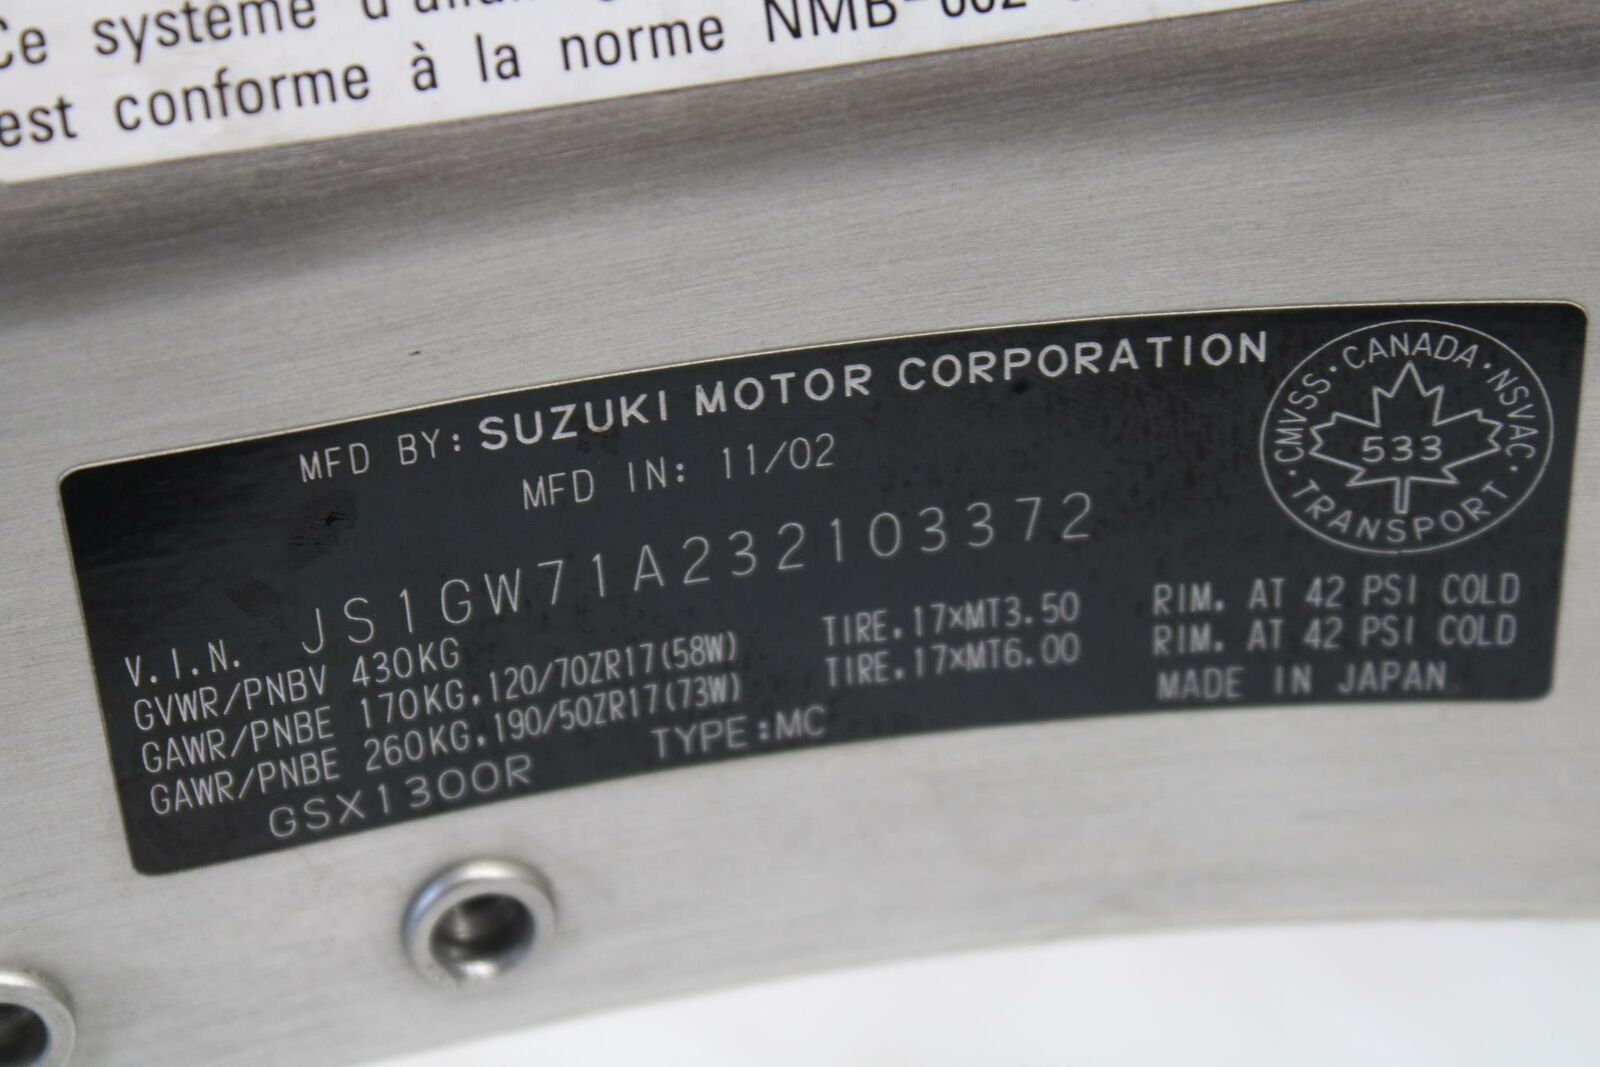 Ce système
est conforme à la norme
MFD BY: SUZUKI MOTOR CORPORATION
MFD IN: 11/02
V.I.N. JS1GW71A232103372
GVWR/PNBV 430KG
GAWR/PNBE 170KG.120/70ZR17(58W) TIRE.17×MT3.50 RIM. AT 42 PSI COLD
GAWR/PNBE 260KG.190/50ZR17(73W) TIRE.17×MT6.00 RIM. AT 42 PSI COLD
GSX1300R TYPE:MC MADE IN JAPAN
CMVSS · CANADA · NSVAC ·
533
TRANSPORT